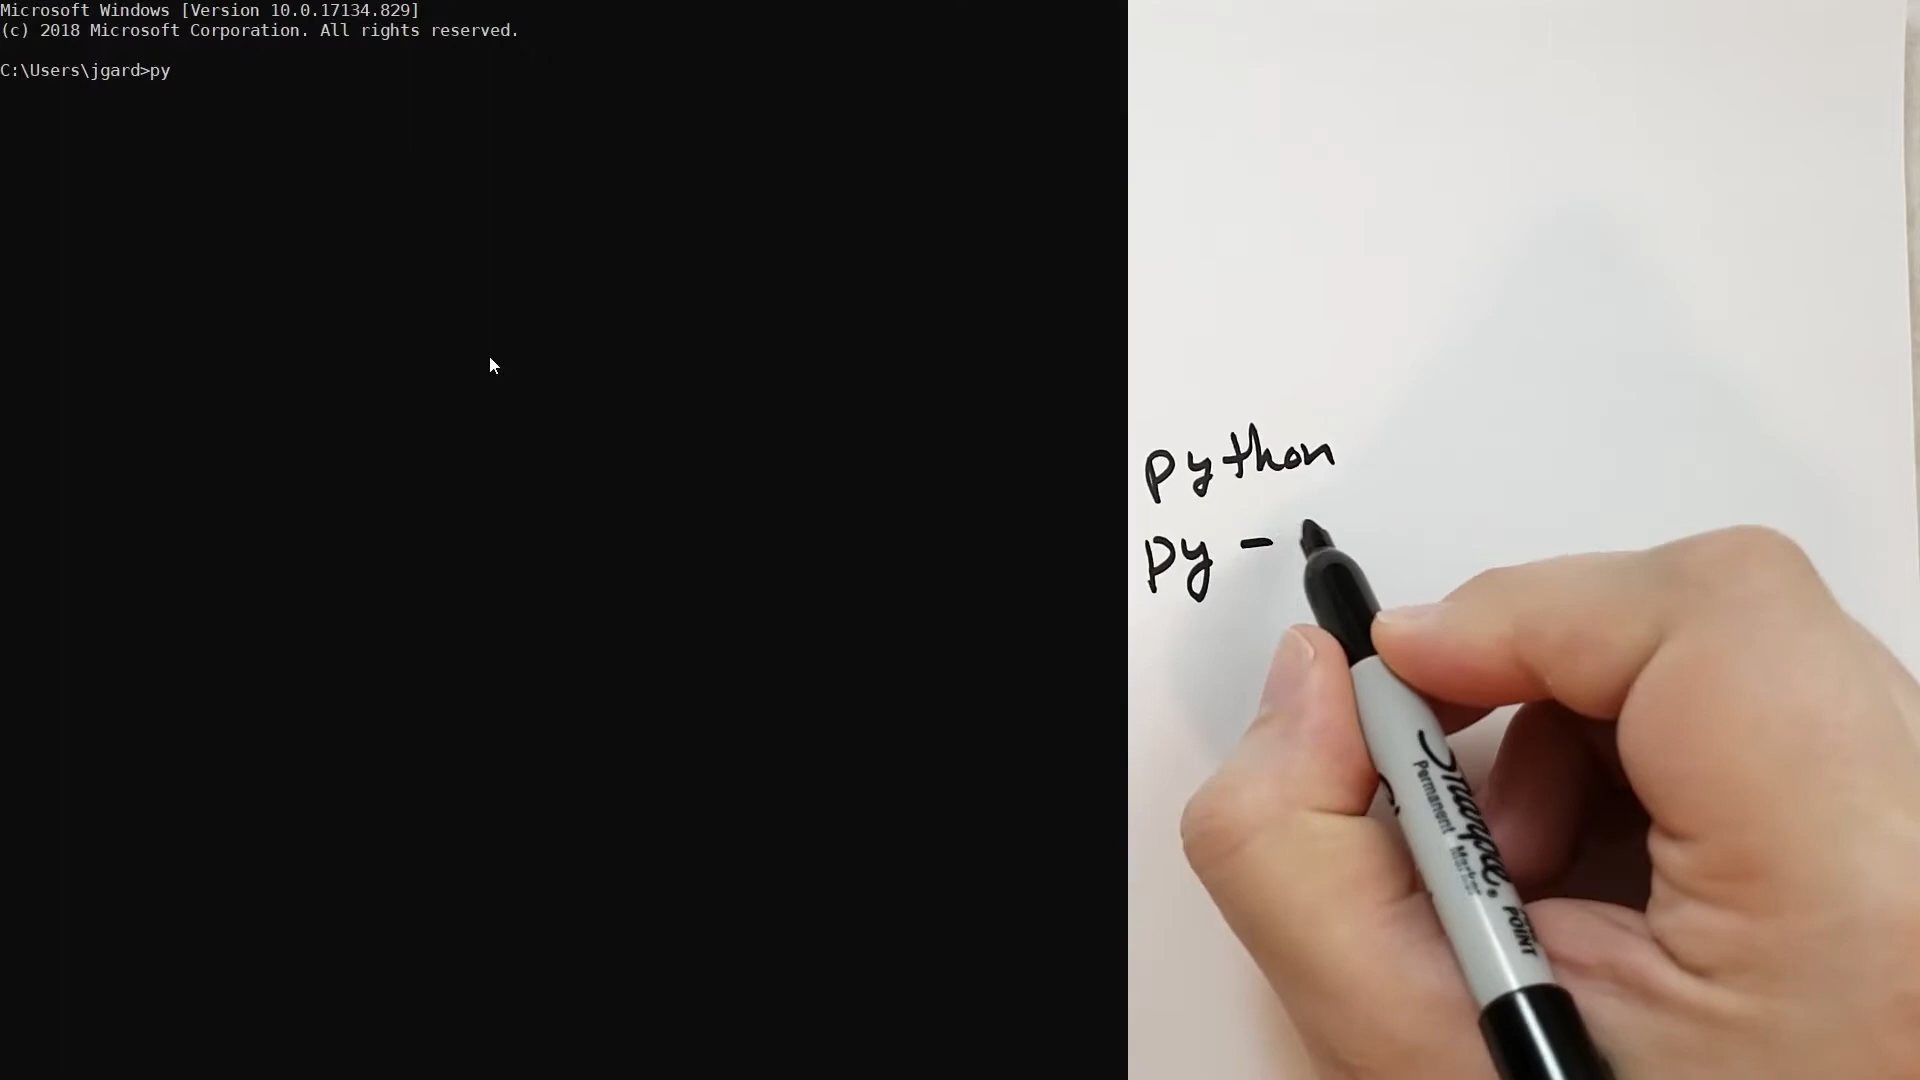 Microsoft Windows [Version 10.0.17134.829]
(c) 2018 Microsoft Corporation. All rights reserved.
C:\Users\jgard>py
python
py -
Sharpie
Permanent Marker
POINT